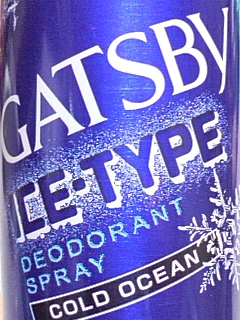 GATSBY
ICE-TYPE
DEODORANT
SPRAY
COLD OCEAN